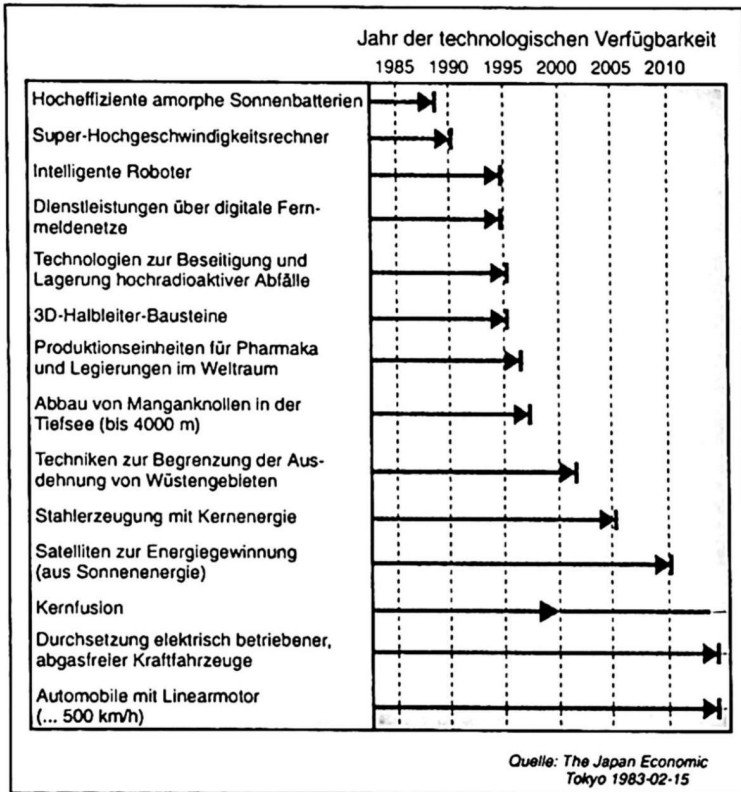 Jahr der technologischen Verfügbarkeit
1985 1990 1995 2000 2005 2010
Hocheffiziente amorphe Sonnenbatterien
Super-Hochgeschwindigkeitsrechner
Intelligente Roboter
Dienstleistungen über digitale Fern-
meldenetze
Technologien zur Beseitigung und
Lagerung hochradioaktiver Abfälle
3D-Halbleiter-Bausteine
Produktionseinheiten für Pharmaka
und Legierungen im Weltraum
Abbau von Manganknollen in der
Tiefsee (bis 4000 m)
Techniken zur Begrenzung der Aus-
dehnung von Wüstengebieten
Stahlerzeugung mit Kernenergie
Satelliten zur Energiegewinnung
(aus Sonnenenergie)
Kernfusion
Durchsetzung elektrisch betriebener,
abgasfreier Kraftfahrzeuge
Automobile mit Linearmotor
(... 500 km/h)
Quelle: The Japan Economic
Tokyo 1983-02-15